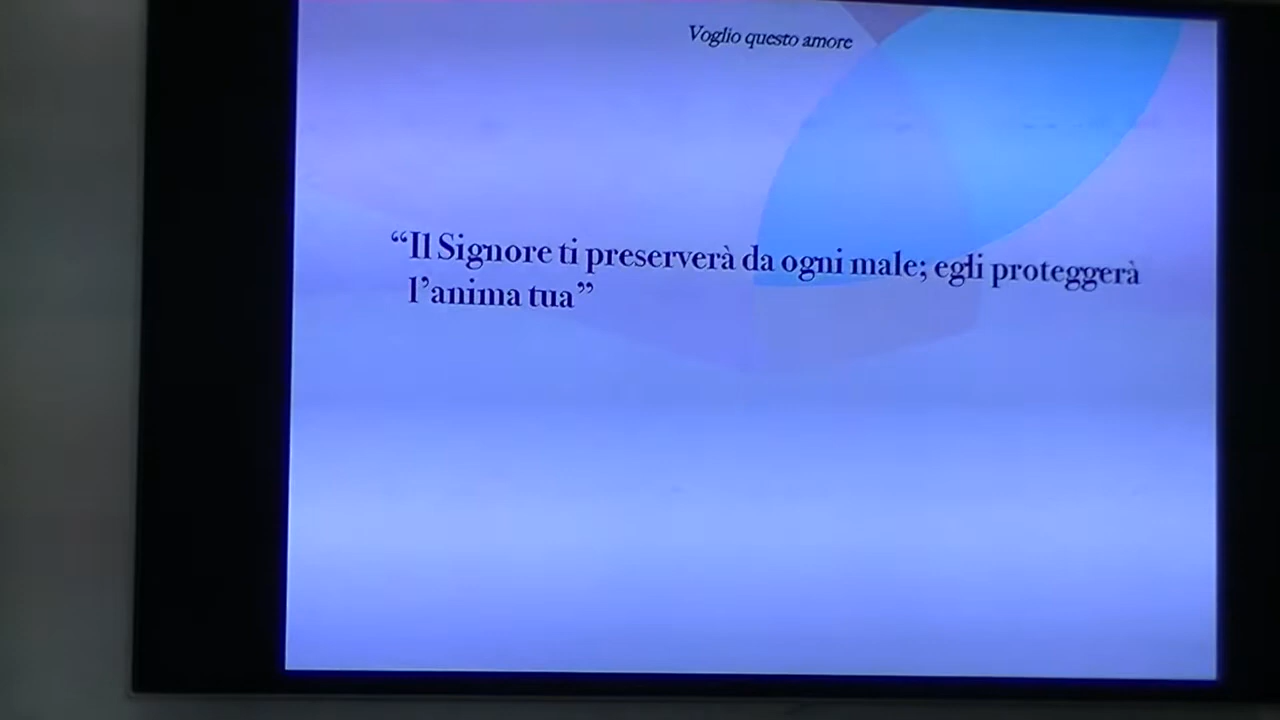 Voglio questo amore
“Il Signore ti preserverà da ogni male; egli proteggerà
l’anima tua”